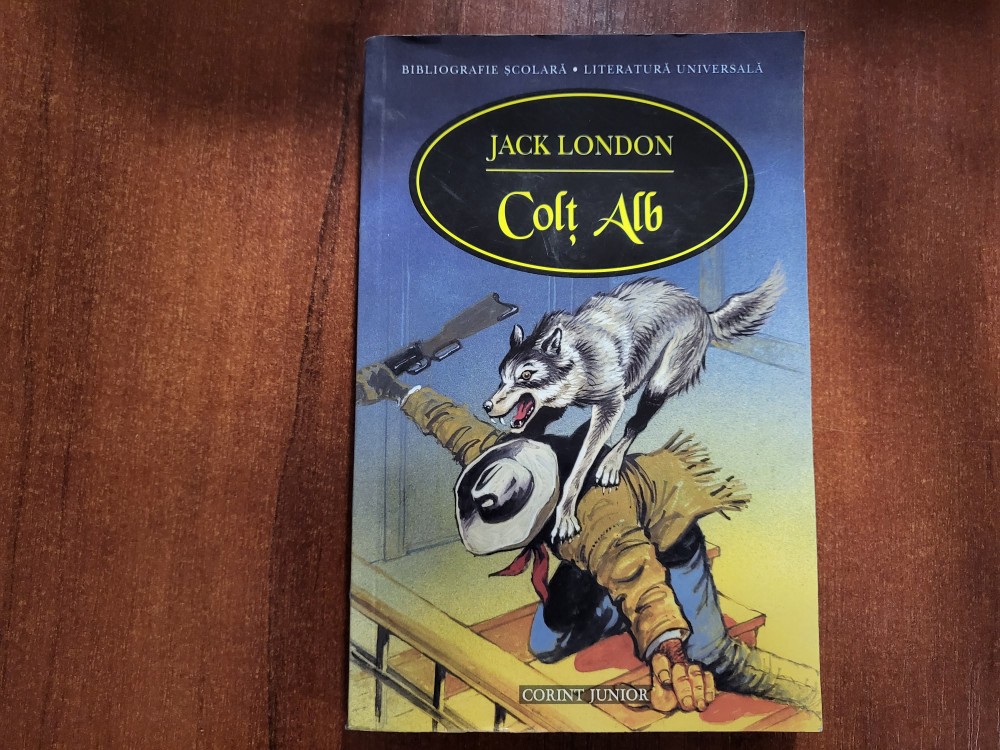 BIBLIOGRAFIE ȘCOLARĂ • LITERATURĂ UNIVERSALĂ
JACK LONDON
Colț Alb
CORINT JUNIOR